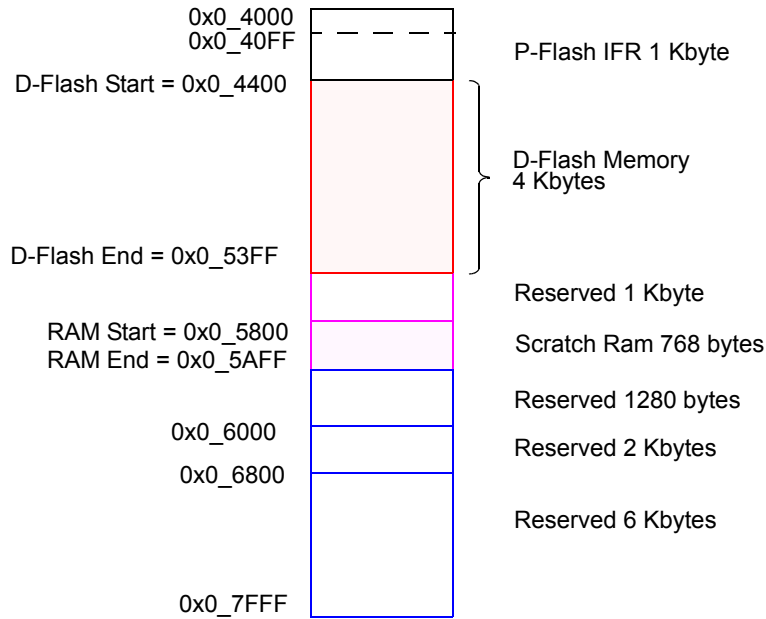 0x0_4000
0x0_40FF
P-Flash IFR 1 Kbyte
D-Flash Start = 0x0_4400
D-Flash Memory
4 Kbytes
D-Flash End = 0x0_53FF
Reserved 1 Kbyte
RAM Start = 0x0_5800
Scratch Ram 768 bytes
RAM End = 0x0_5AFF
Reserved 1280 bytes
0x0_6000
Reserved 2 Kbytes
0x0_6800
Reserved 6 Kbytes
0x0_7FFF